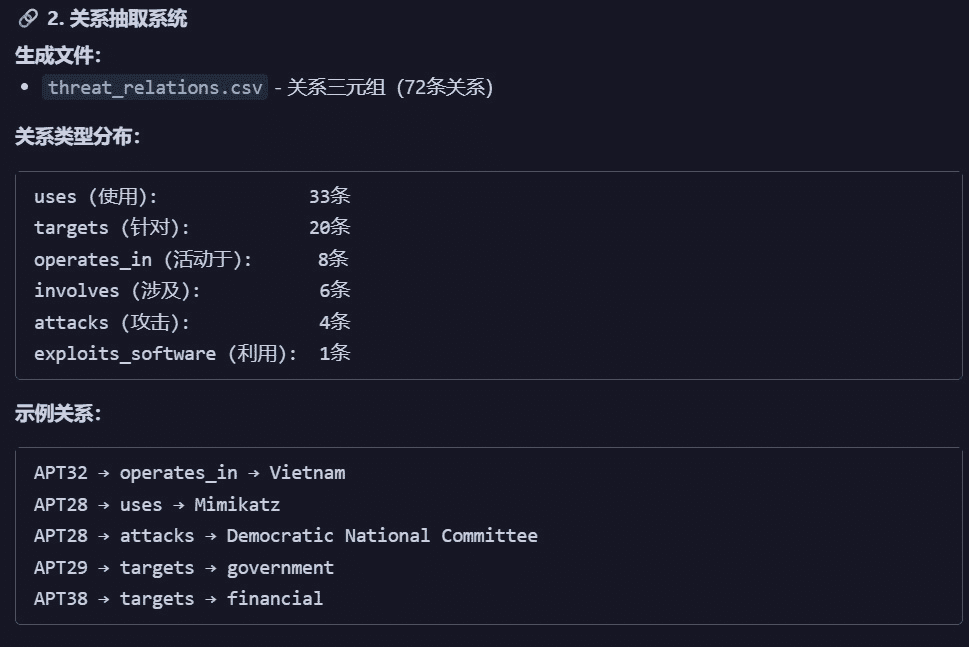 🔗 2. 关系抽取系统
生成文件：
• threat_relations.csv - 关系三元组 (72条关系)
关系类型分布：
uses (使用): 33条
targets (针对): 20条
operates_in (活动于): 8条
involves (涉及): 6条
attacks (攻击): 4条
exploits_software (利用): 1条
示例关系：
APT32 → operates_in → Vietnam
APT28 → uses → Mimikatz
APT28 → attacks → Democratic National Committee
APT29 → targets → government
APT38 → targets → financial